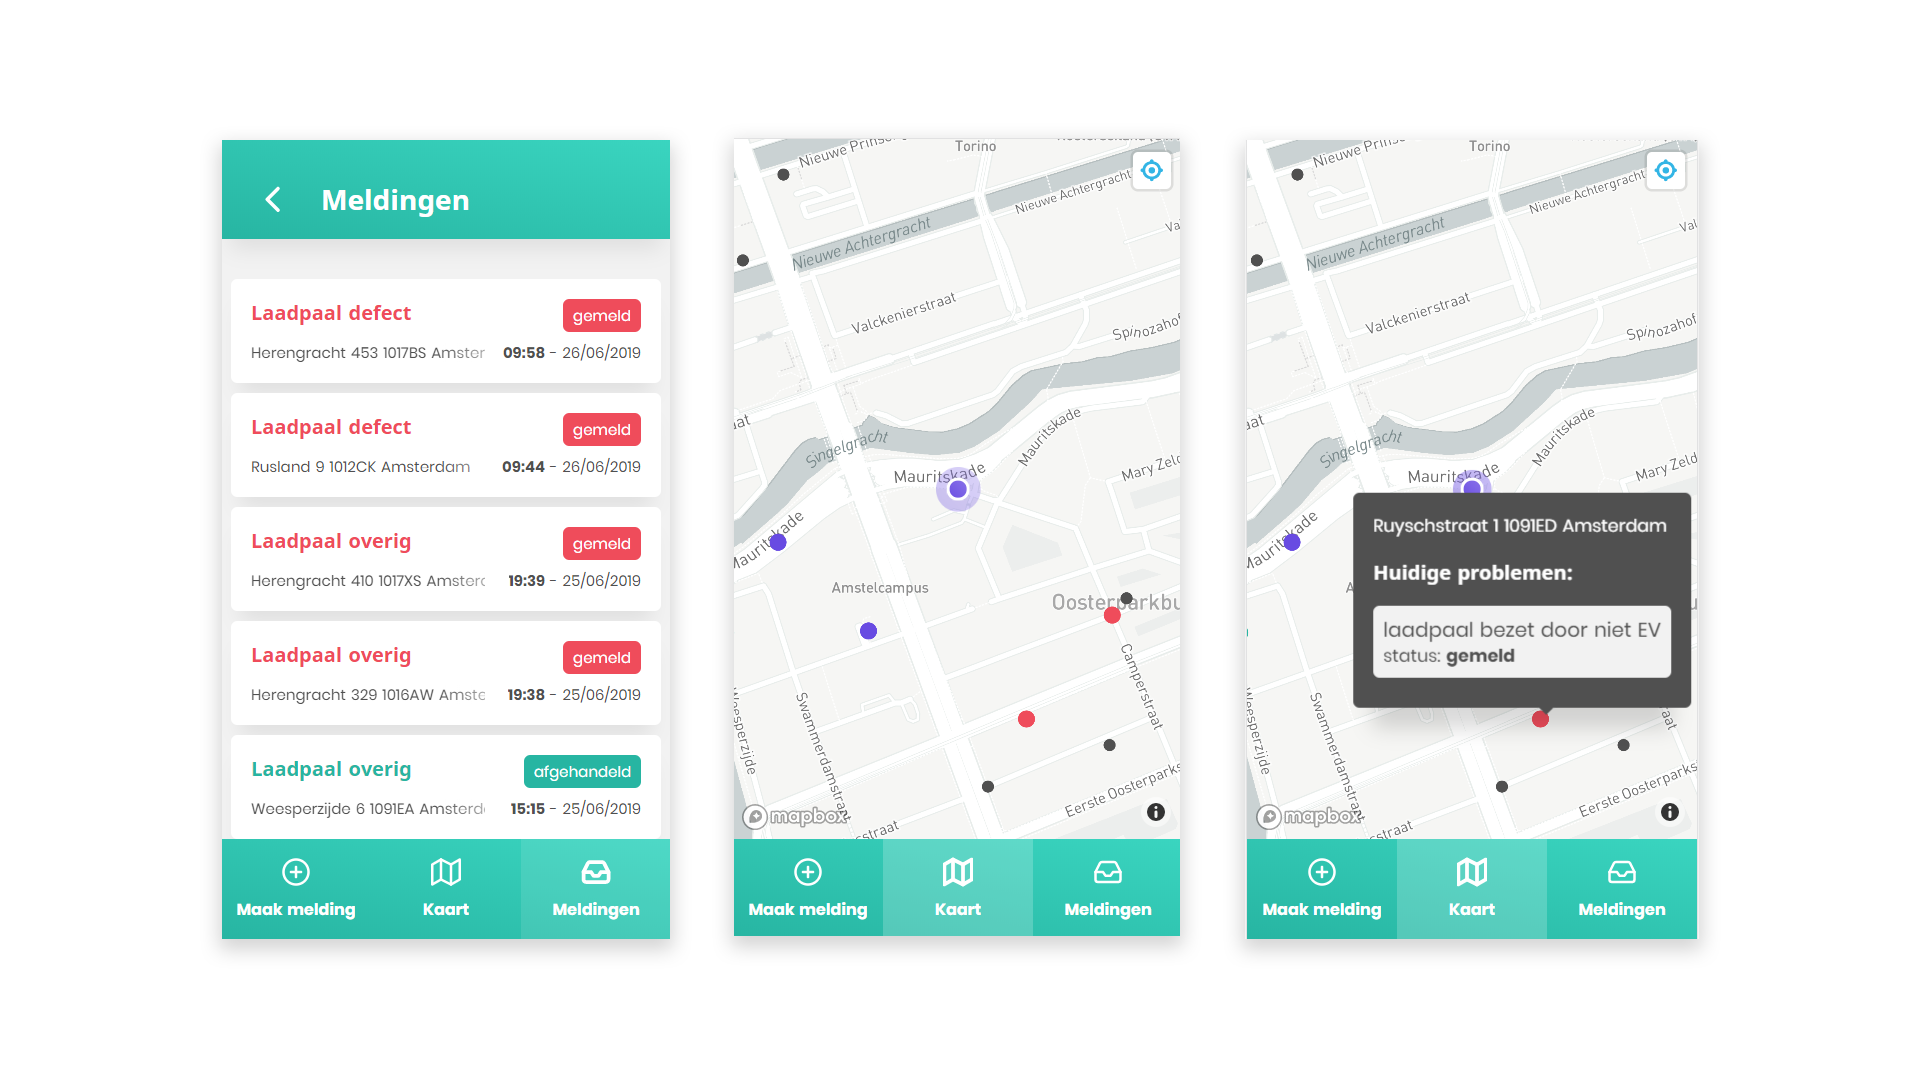 Meldingen
Laadpaal defect
gemeld
Herengracht 453 1017BS Amster
09:58 - 26/06/2019
Laadpaal defect
gemeld
Rusland 9 1012CK Amsterdam
09:44 - 26/06/2019
Laadpaal overig
gemeld
Herengracht 410 1017XS Amsterd
19:39 - 25/06/2019
Laadpaal overig
gemeld
Herengracht 329 1016AW Amste
19:38 - 25/06/2019
Laadpaal overig
afgehandeld
Weesperzijde 6 1091EA Amsterd
15:15 - 25/06/2019
Maak melding
Kaart
Meldingen
Nieuwe Prins
Torino
Nieuwe Achtergracht
Nieuwe Achtergracht
Va
Valckenierstraat
Spinozahof
aat
Singelgracht
Mauritskade
Mauritskade
Mary Zeld
Mauritskade
Amstelcampus
Oosterparkbu
Camperstraat
Weesperzijde
Swammerdamstraat
Eerste Oosterparks
sstraat
mapbox
Maak melding
Kaart
Meldingen
Nieuwe Prins
Torino
Nieuwe Achtergracht
Nieuwe Achtergracht
Val
Valckenierstraat
Spinozahof
aat
Singelgracht
Mauritskade
Mauritskade
Mary Zeld
Mauritskade
A
Ruyschstraat 1 1091ED Amsterdam
Huidige problemen:
laadpaal bezet door niet EV
status: gemeld
u
raat
Weesperzijde
Swammerdamstraat
Eerste Oosterparks
sstraat
mapbox
Maak melding
Kaart
Meldingen